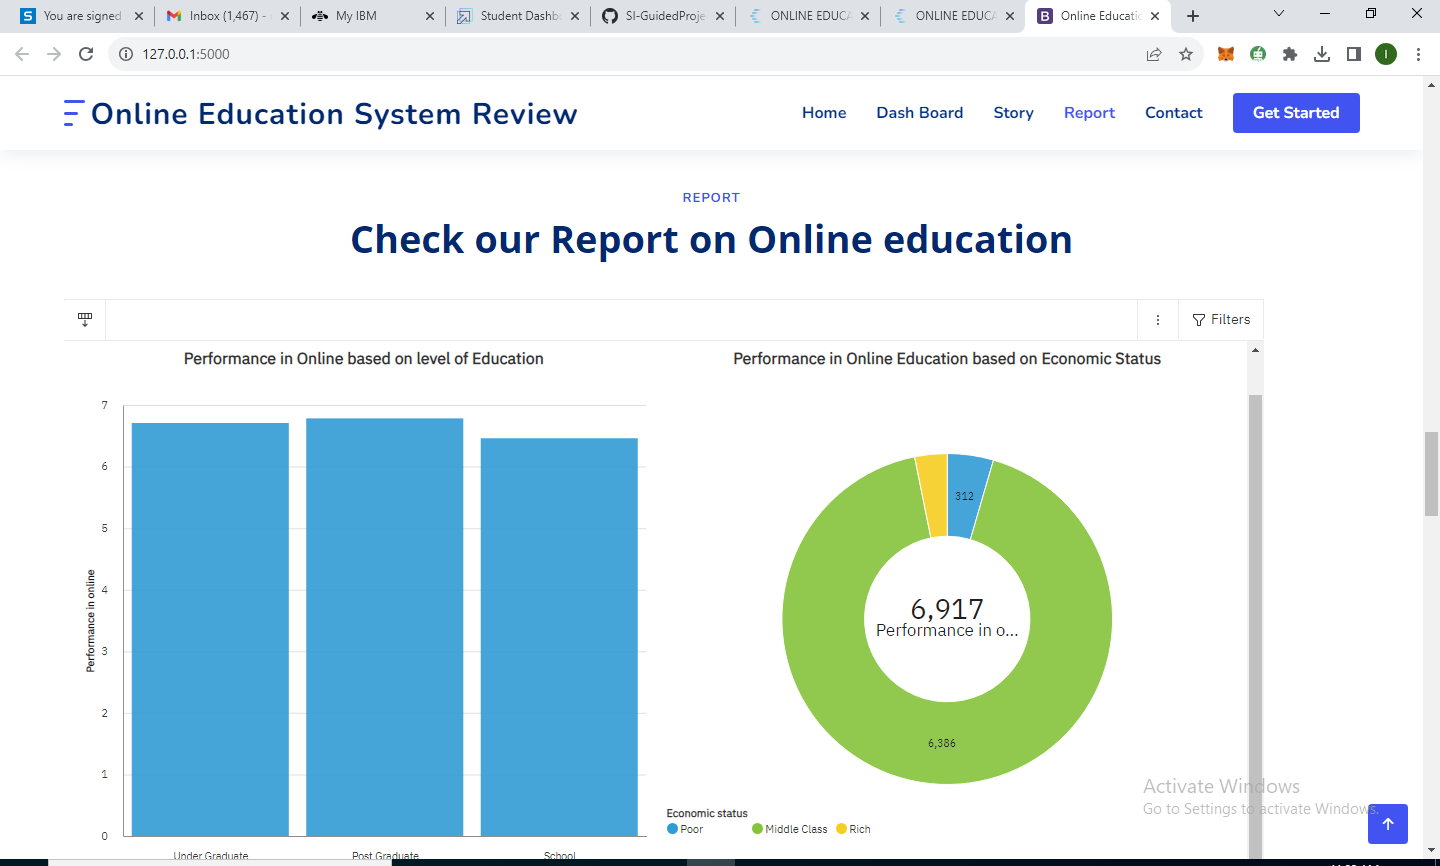 You are signed
Inbox (1,467) -
My IBM
Student Dashb
SI-GuidedProje
ONLINE EDUCA
ONLINE EDUCA
Online Educatic
127.0.0.1:5000
I
Online Education System Review
Home
Dash Board
Story
Report
Contact
Get Started
REPORT
Check our Report on Online education
Filters
Performance in Online based on level of Education
Performance in Online Education based on Economic Status
7
6
5
4
3
2
1
0
Performance in online
Under Graduate
Post Graduate
School
312
6,917
Performance in o...
6,386
Economic status
Poor
Middle Class
Rich
Activate Windows
Go to Settings to activate Windows.